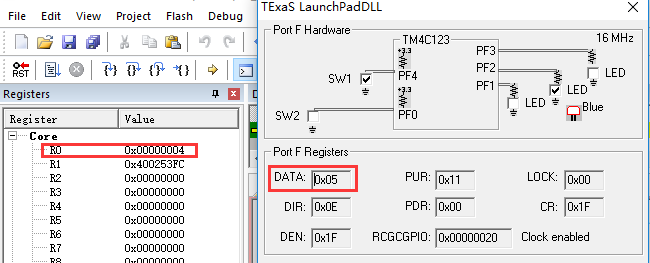 File Edit View Project Flash Debug
RST
Registers
Register Value
Core
R0 0x00000004
R1 0x400253FC
R2 0x00000000
R3 0x00000000
R4 0x00000000
R5 0x00000000
R6 0x00000000
R7 0x00000000
R8 0x00000000
TExaS LaunchPadDLL
Port F Hardware
TM4C123
16 MHz
+3.3
PF3
SW1
PF4
PF2
LED
+3.3
PF1
LED
SW2
PF0
LED
Blue
Port F Registers
DATA: 0x05 PUR: 0x11 LOCK: 0x00
DIR: 0x0E PDR: 0x00 CR: 0x1F
DEN: 0x1F RCGCGPIO: 0x00000020 Clock enabled